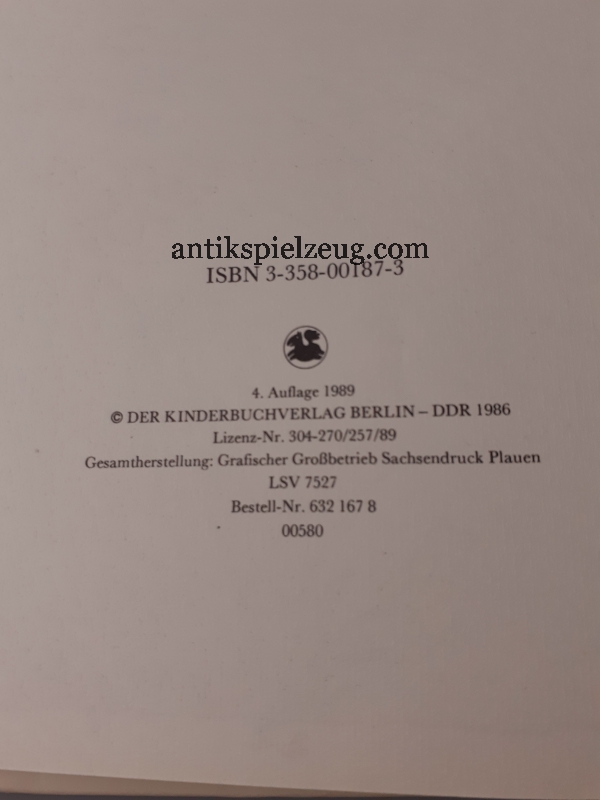 antikspielzeug.com
ISBN 3-358-00187-3
4. Auflage 1989
© DER KINDERBUCHVERLAG BERLIN – DDR 1986
Lizenz-Nr. 304-270/257/89
Gesamtherstellung: Grafischer Großbetrieb Sachsendruck Plauen
LSV 7527
Bestell-Nr. 632 167 8
00580